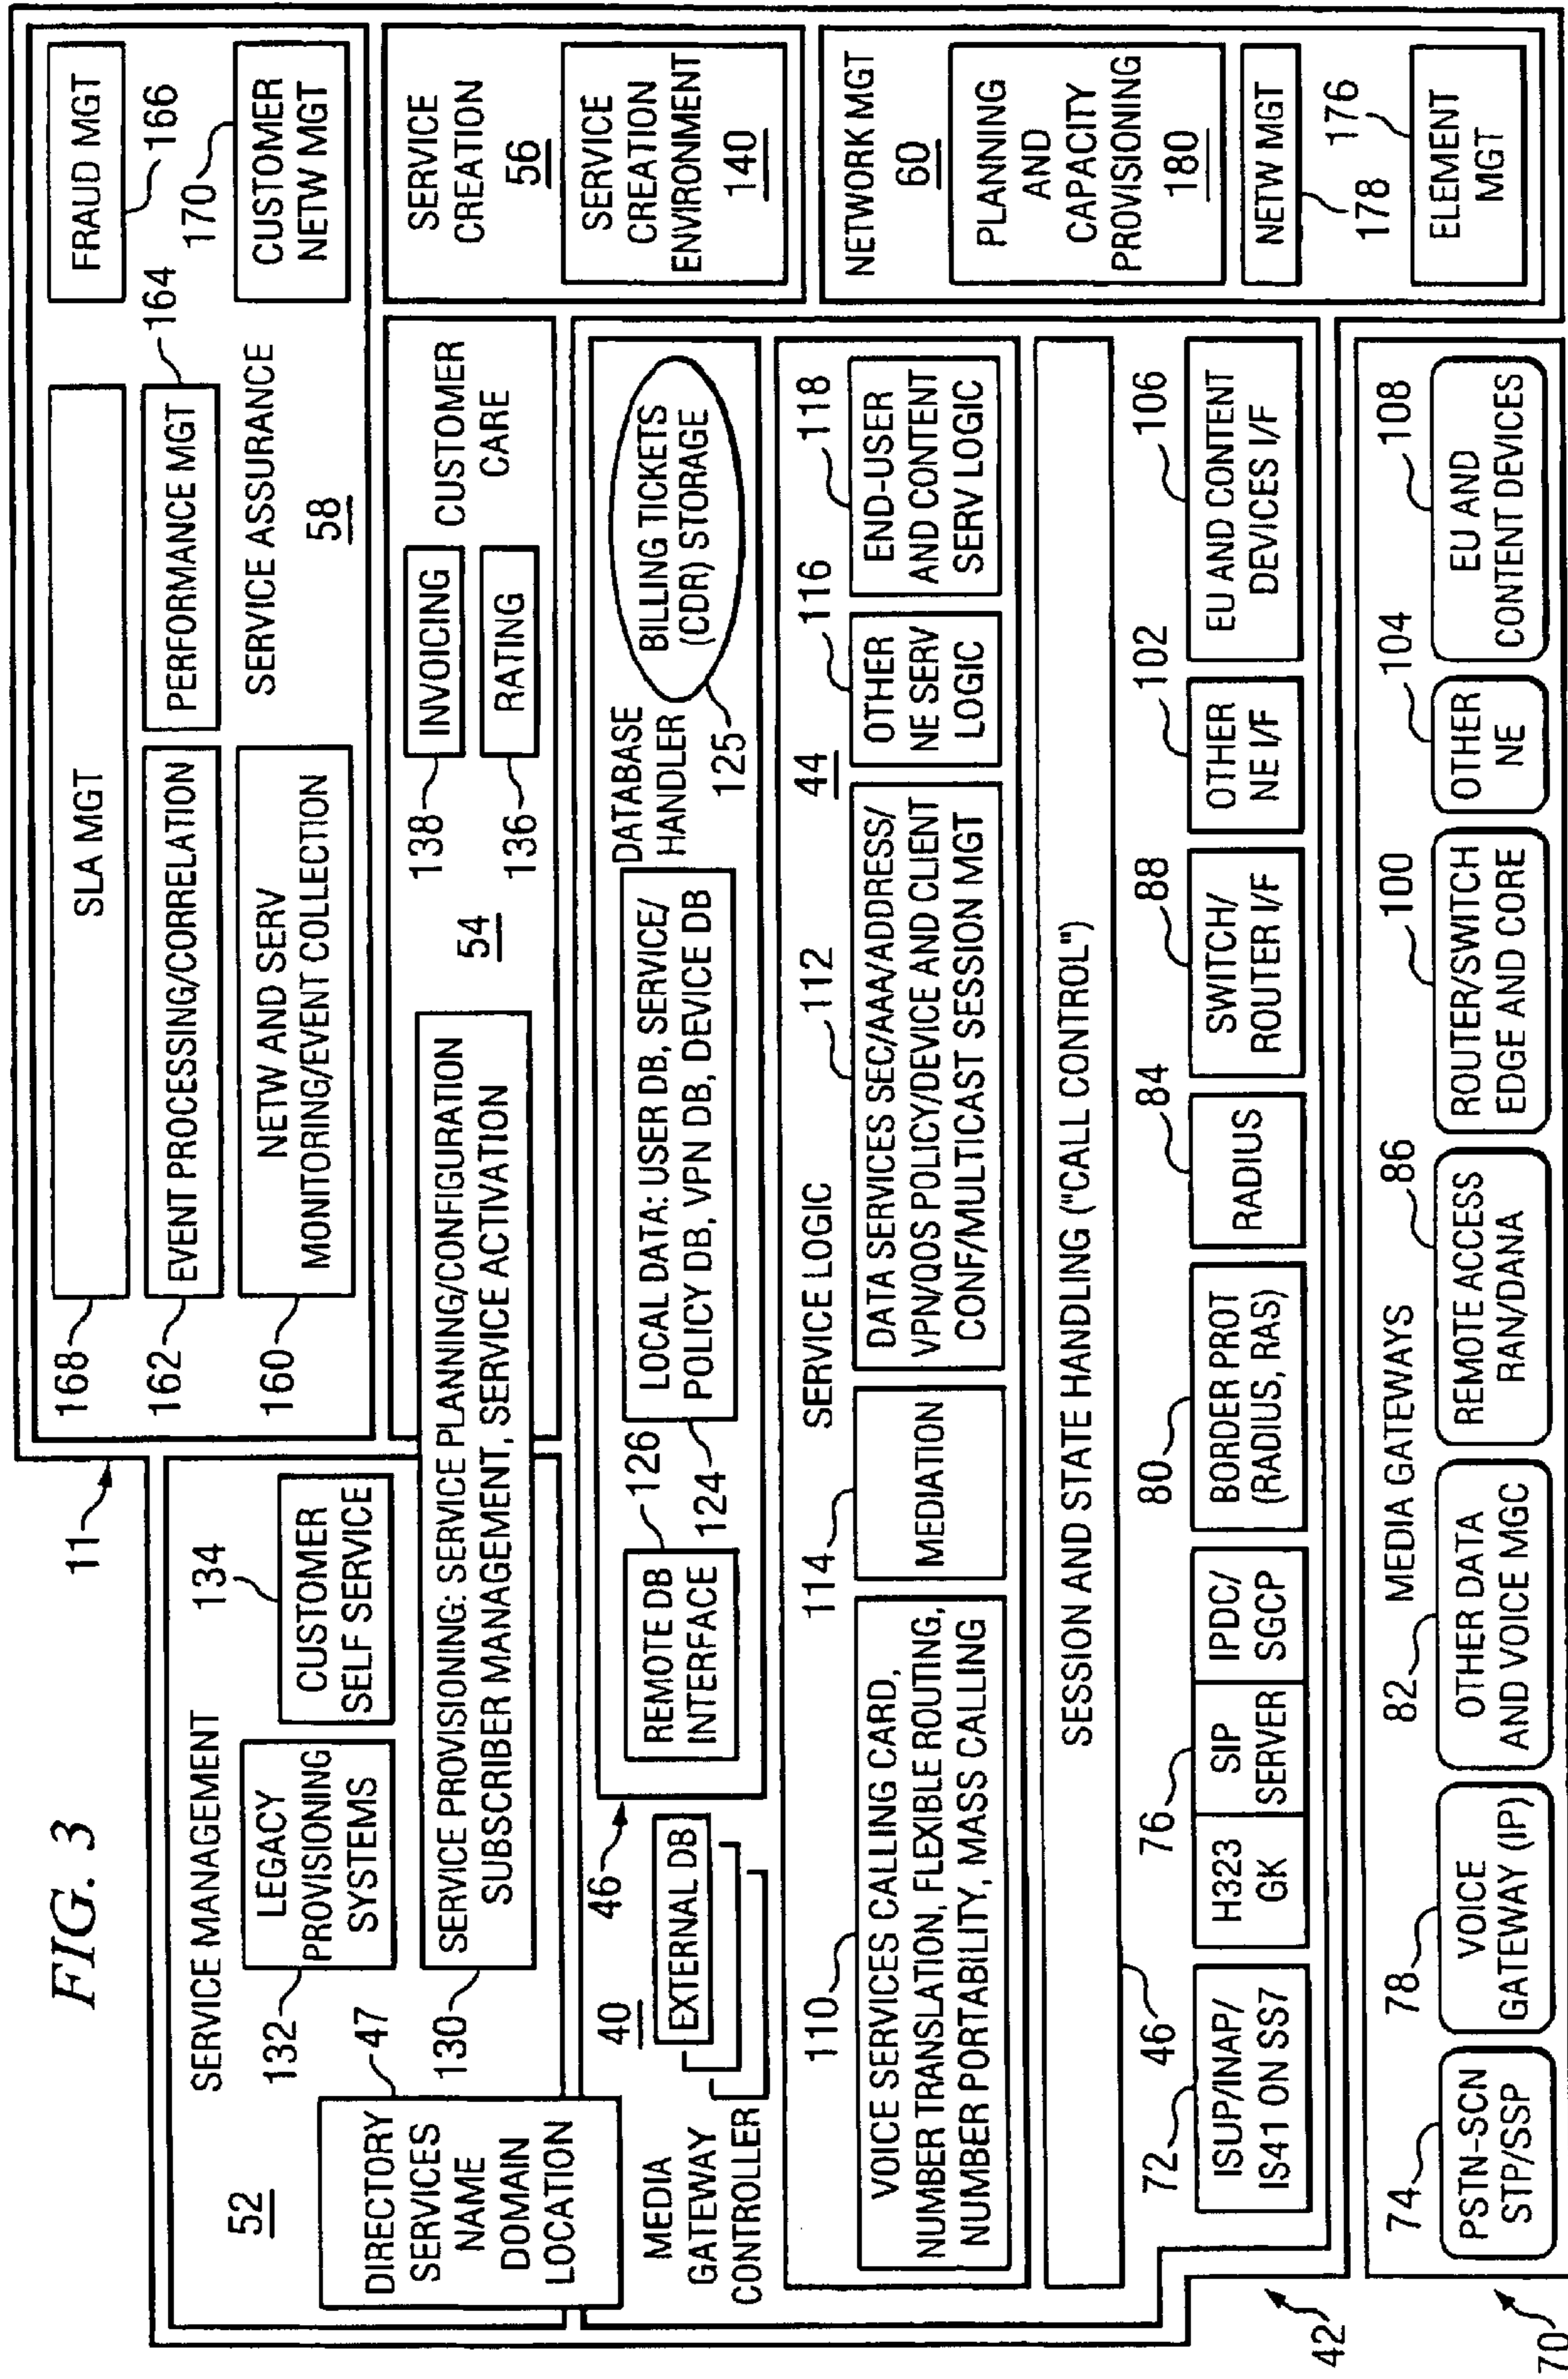 FIG. 3
11
SERVICE MANAGEMENT
52
LEGACY
PROVISIONING
SYSTEMS
132
134
CUSTOMER
SELF SERVICE
DIRECTORY
SERVICES
NAME
DOMAIN
LOCATION
47
130
SERVICE PROVISIONING: SERVICE PLANNING/CONFIGURATION
SUBSCRIBER MANAGEMENT, SERVICE ACTIVATION
168
SLA MGT
FRAUD MGT
166
162
EVENT PROCESSING/CORRELATION
PERFORMANCE MGT
164
160
NETW AND SERV
MONITORING/EVENT COLLECTION
SERVICE ASSURANCE
58
170
CUSTOMER
NETW MGT
54
138
INVOICING
136
RATING
CUSTOMER
CARE
SERVICE
CREATION
56
SERVICE
CREATION
ENVIRONMENT
140
MEDIA
GATEWAY
CONTROLLER
40
EXTERNAL DB
46
REMOTE DB
INTERFACE
126
124
LOCAL DATA: USER DB, SERVICE/
POLICY DB, VPN DB, DEVICE DB
DATABASE
HANDLER
125
BILLING TICKETS
(CDR) STORAGE
NETWORK MGT
60
PLANNING
AND
CAPACITY
PROVISIONING
180
NETW MGT
178
176
ELEMENT
MGT
SERVICE LOGIC
44
110
VOICE SERVICES CALLING CARD,
NUMBER TRANSLATION, FLEXIBLE ROUTING,
NUMBER PORTABILITY, MASS CALLING
114
MEDIATION
112
DATA SERVICES SEC/AAA/ADDRESS/
VPN/QOS POLICY/DEVICE AND CLIENT
CONF/MULTICAST SESSION MGT
116
OTHER
NE SERV
LOGIC
118
END-USER
AND CONTENT
SERV LOGIC
SESSION AND STATE HANDLING ("CALL CONTROL")
46
72
ISUP/INAP/
IS41 ON SS7
76
H323
GK
SIP
SERVER
IPDC/
SGCP
80
BORDER PROT
(RADIUS, RAS)
84
RADIUS
88
SWITCH/
ROUTER I/F
102
OTHER
NE I/F
106
EU AND CONTENT
DEVICES I/F
42
MEDIA GATEWAYS
70
74
PSTN-SCN
STP/SSP
78
VOICE
GATEWAY (IP)
82
OTHER DATA
AND VOICE MGC
86
REMOTE ACCESS
RAN/DANA
100
ROUTER/SWITCH
EDGE AND CORE
104
OTHER
NE
108
EU AND
CONTENT DEVICES